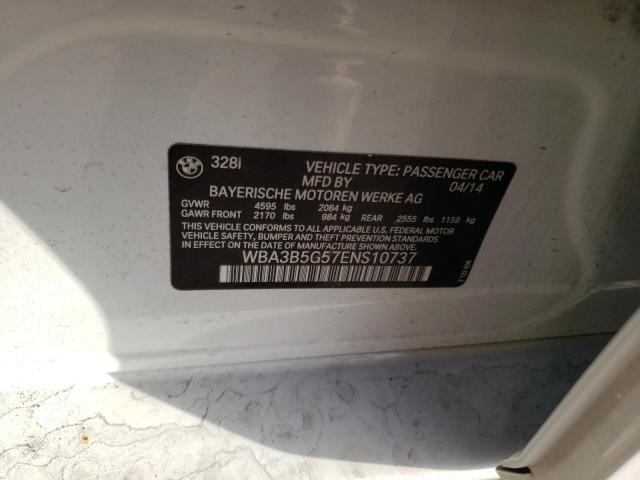 328i VEHICLE TYPE: PASSENGER CAR
MFD BY 04/14
BAYERISCHE MOTOREN WERKE AG
GVWR 4595 lbs 2084 kg
GAWR FRONT 2170 lbs 984 kg REAR 2555 lbs 1159 kg
THIS VEHICLE CONFORMS TO ALL APPLICABLE U.S. FEDERAL MOTOR
VEHICLE SAFETY, BUMPER AND THEFT PREVENTION STANDARDS
IN EFFECT ON THE DATE OF MANUFACTURE SHOWN ABOVE.
WBA3B5G57ENS10737